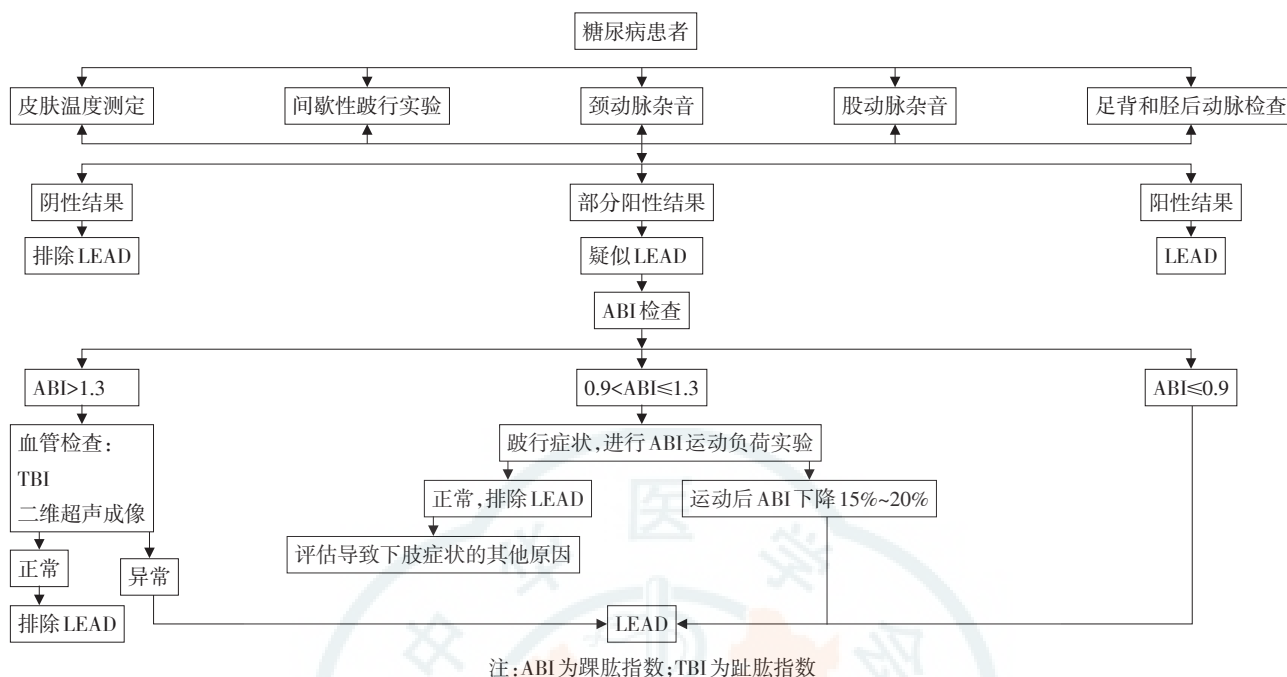 糖尿病患者
皮肤温度测定
间歇性跛行实验
颈动脉杂音
股动脉杂音
足背和胫后动脉检查
阴性结果
部分阳性结果
阳性结果
排除LEAD
疑似LEAD
LEAD
ABI检查
ABI>1.3
0.9<ABI≤1.3
ABI≤0.9
血管检查:
TBI
二维超声成像
跛行症状,进行ABI运动负荷实验
正常,排除LEAD
运动后ABI下降15%~20%
评估导致下肢症状的其他原因
正常
异常
排除LEAD
LEAD
中华医学会
注:ABI为踝肱指数;TBI为趾肱指数